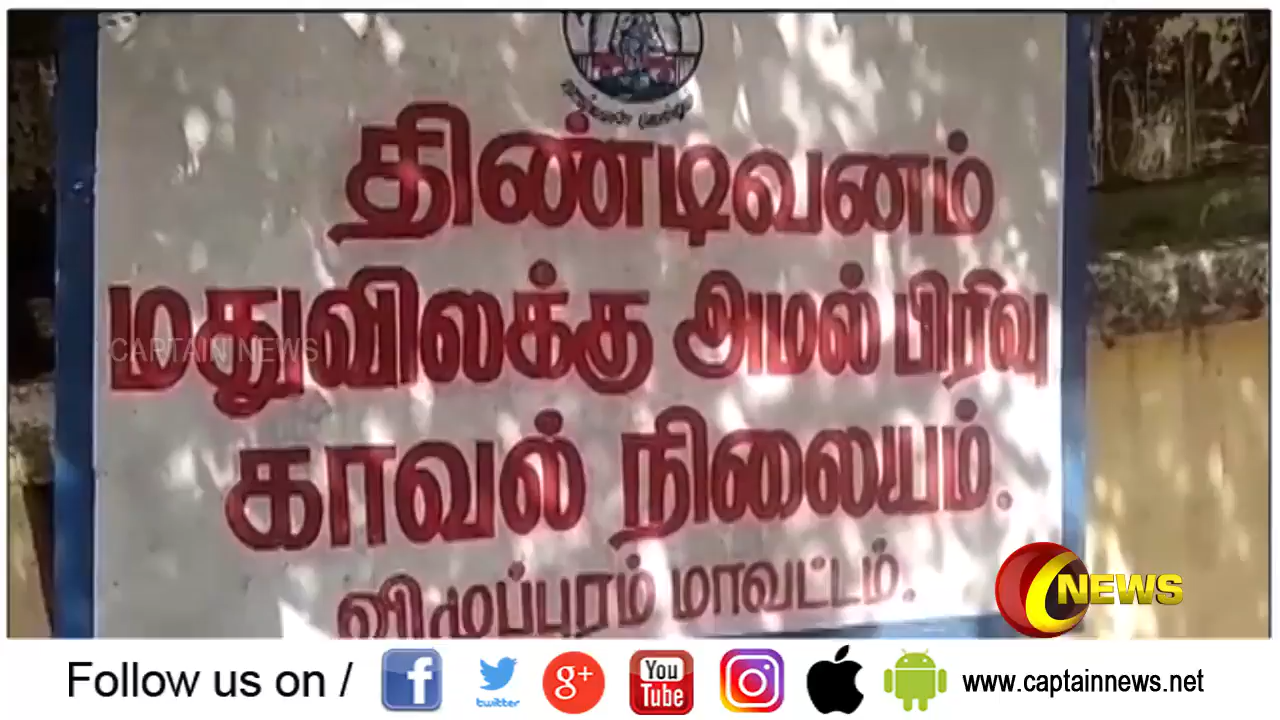 திண்டிவனம்
மதுவிலக்கு அமல் பிரிவு
CAPTAIN NEWS
காவல் நிலையம்.
விழுப்புரம் மாவட்டம்.
NEWS
Follow us on / f twitter g+ You Tube www.captainnews.net